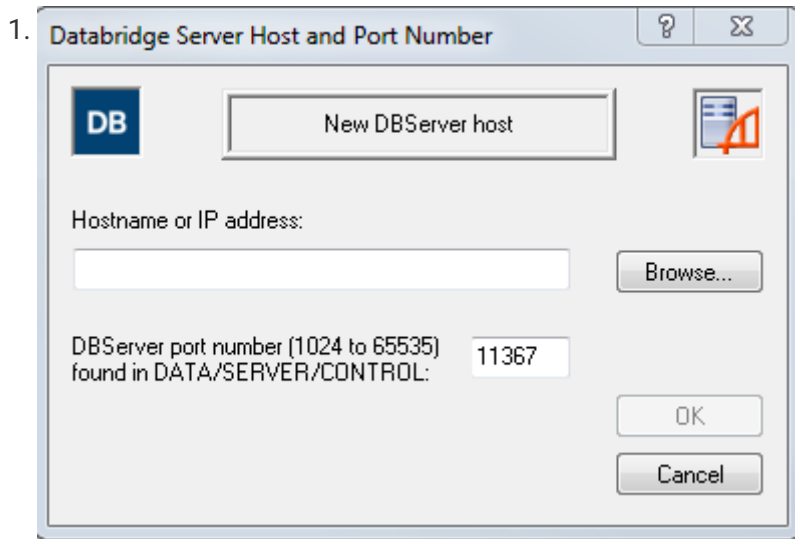 1.
Databridge Server Host and Port Number
DB
New DBServer host
Hostname or IP address:
Browse...
DBServer port number (1024 to 65535)
found in DATA/SERVER/CONTROL:
11367
OK
Cancel